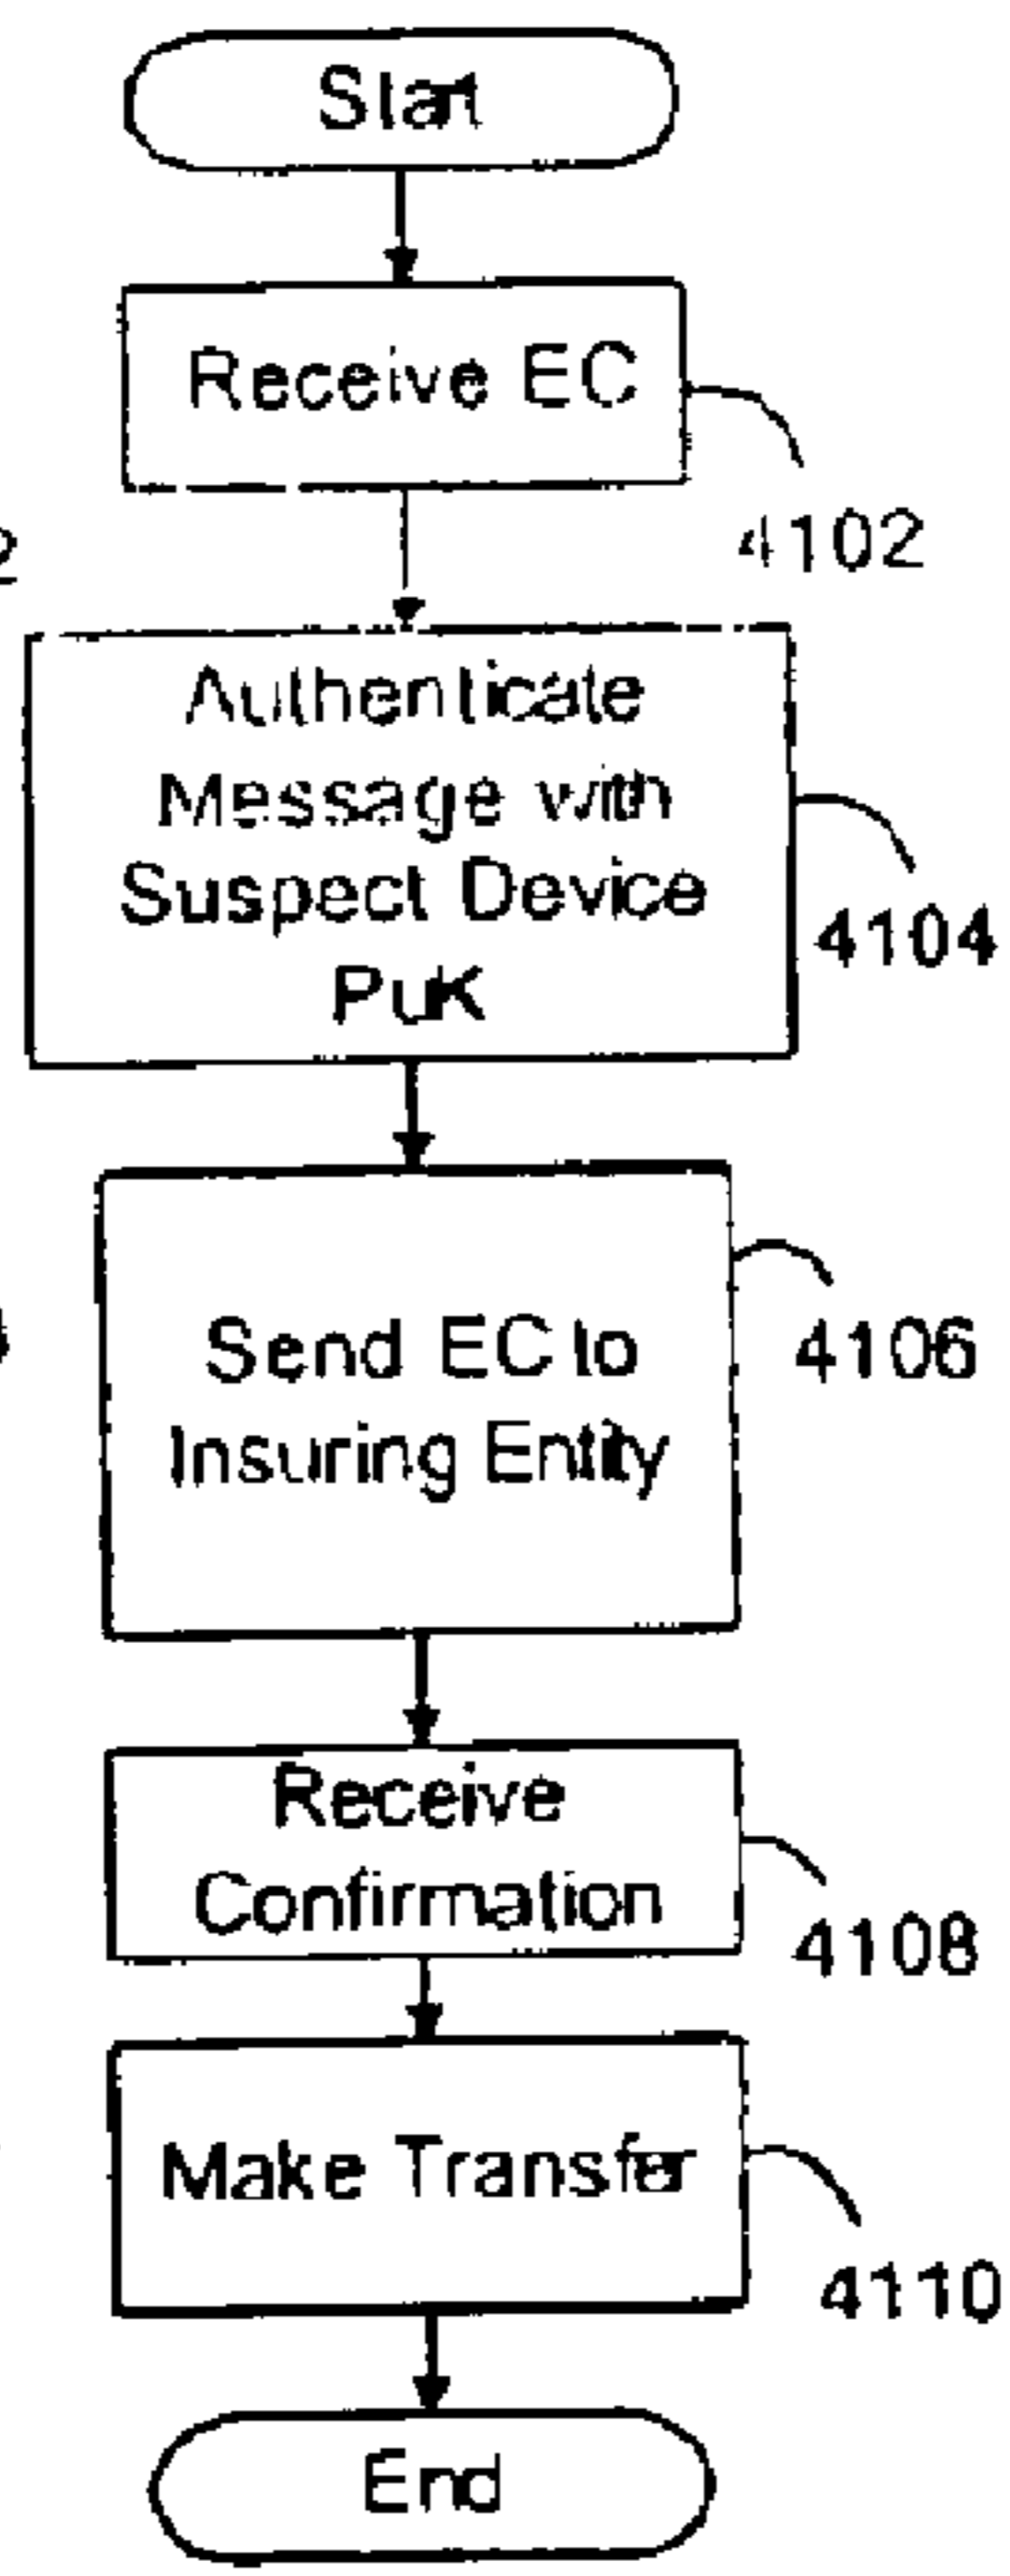 Start
Receive EC
4102
2
Authenticate
Message with
Suspect Device
PuK
4104
Send EC to
Insuring Entity
4106
Receive
Confirmation
4108
Make Transfer
4110
End